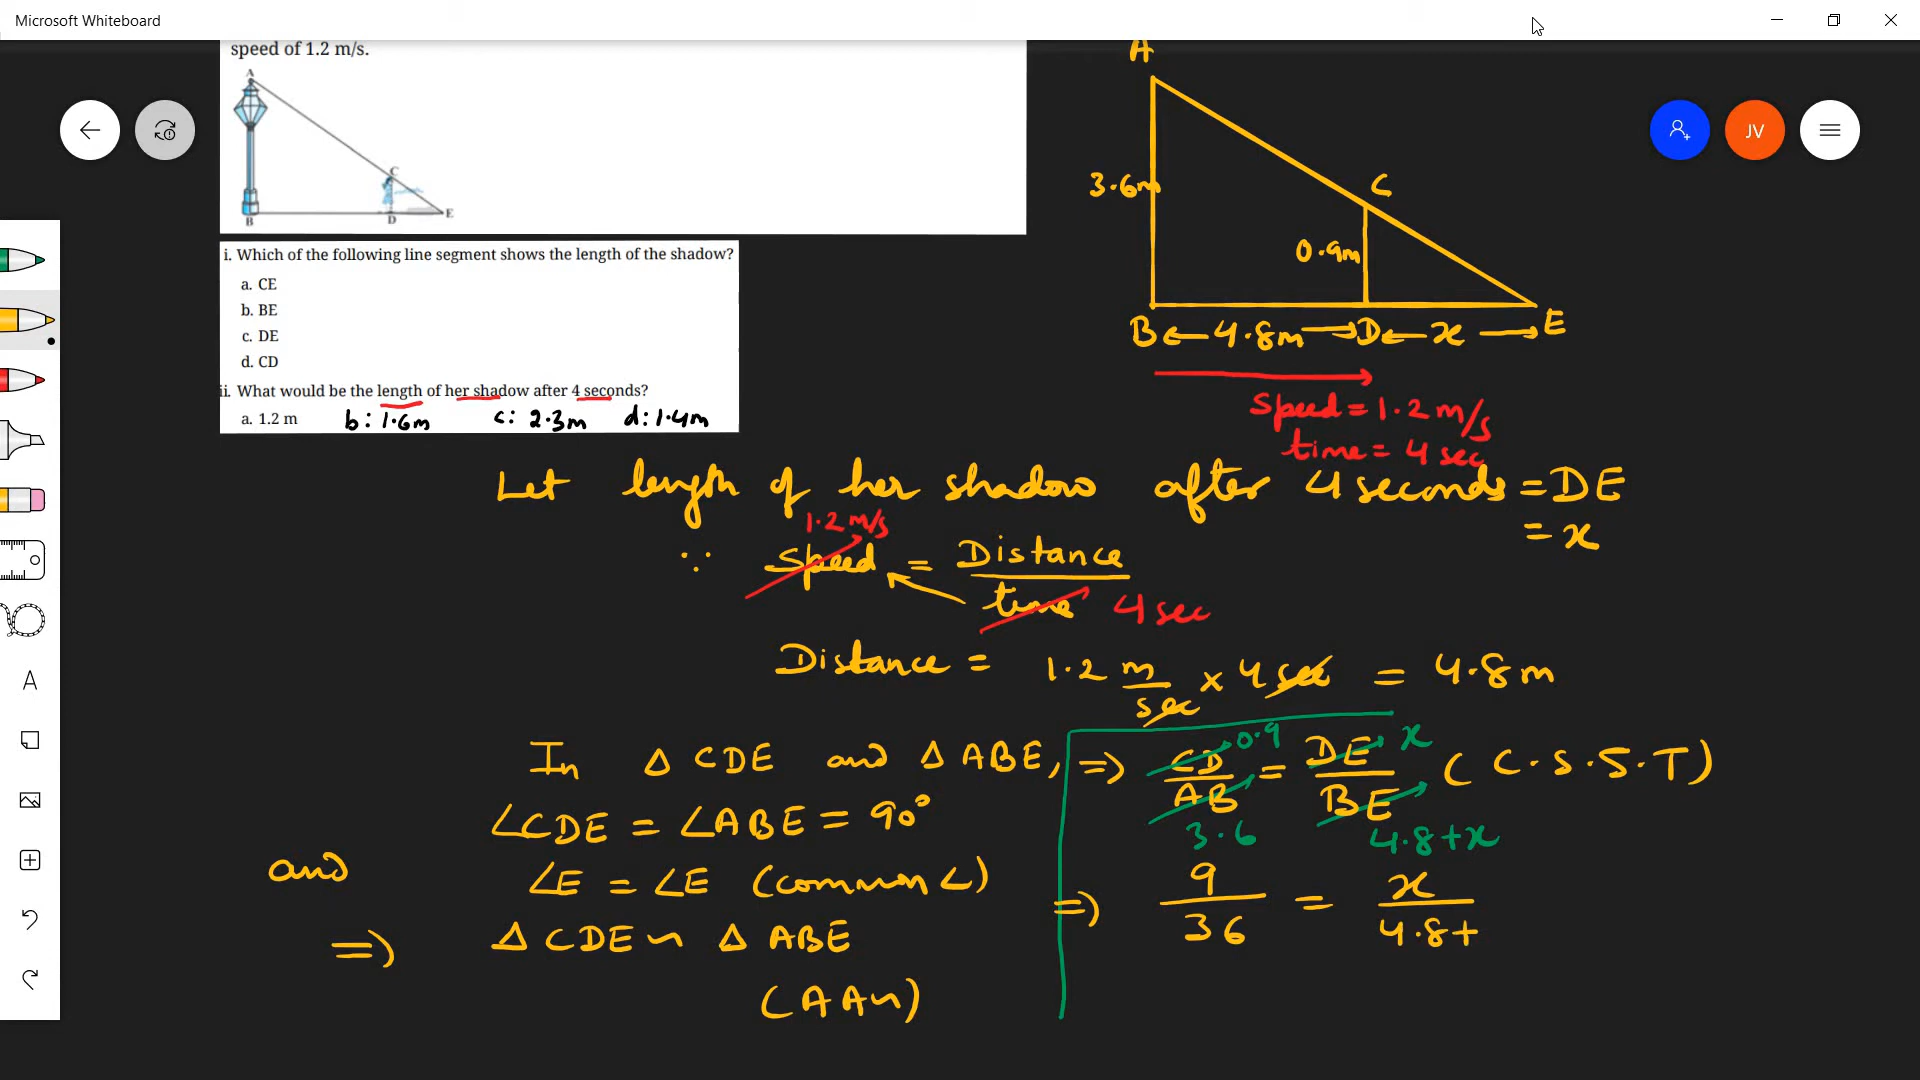 Microsoft Whiteboard
speed of 1.2 m/s.
A
C
B
D
E
i. Which of the following line segment shows the length of the shadow?
a. CE
b. BE
c. DE
d. CD
ii. What would be the length of her shadow after 4 seconds?
a. 1.2 m b: 1.6m c: 2.3m d: 1.4m
A
3.6m
C
0.9m
B ← 4.8m → D ← x → E
Speed = 1.2 m/s
time = 4 sec
JV
A
Let length of her shadow after 4 seconds = DE
= x
1.2 m/s
∵ Speed = Distance / time 4 sec
Distance = 1.2 m/sec × 4 sec = 4.8m
In Δ CDE and Δ ABE,
∠CDE = ∠ABE = 90°
and ∠E = ∠E (common ∠)
⇒ Δ CDE ∼ Δ ABE
(AA∼)
0.9 x
⇒ CD/AB = DE/BE (C.S.S.T)
3.6 4.8+x
⇒ 9/36 = x/4.8+